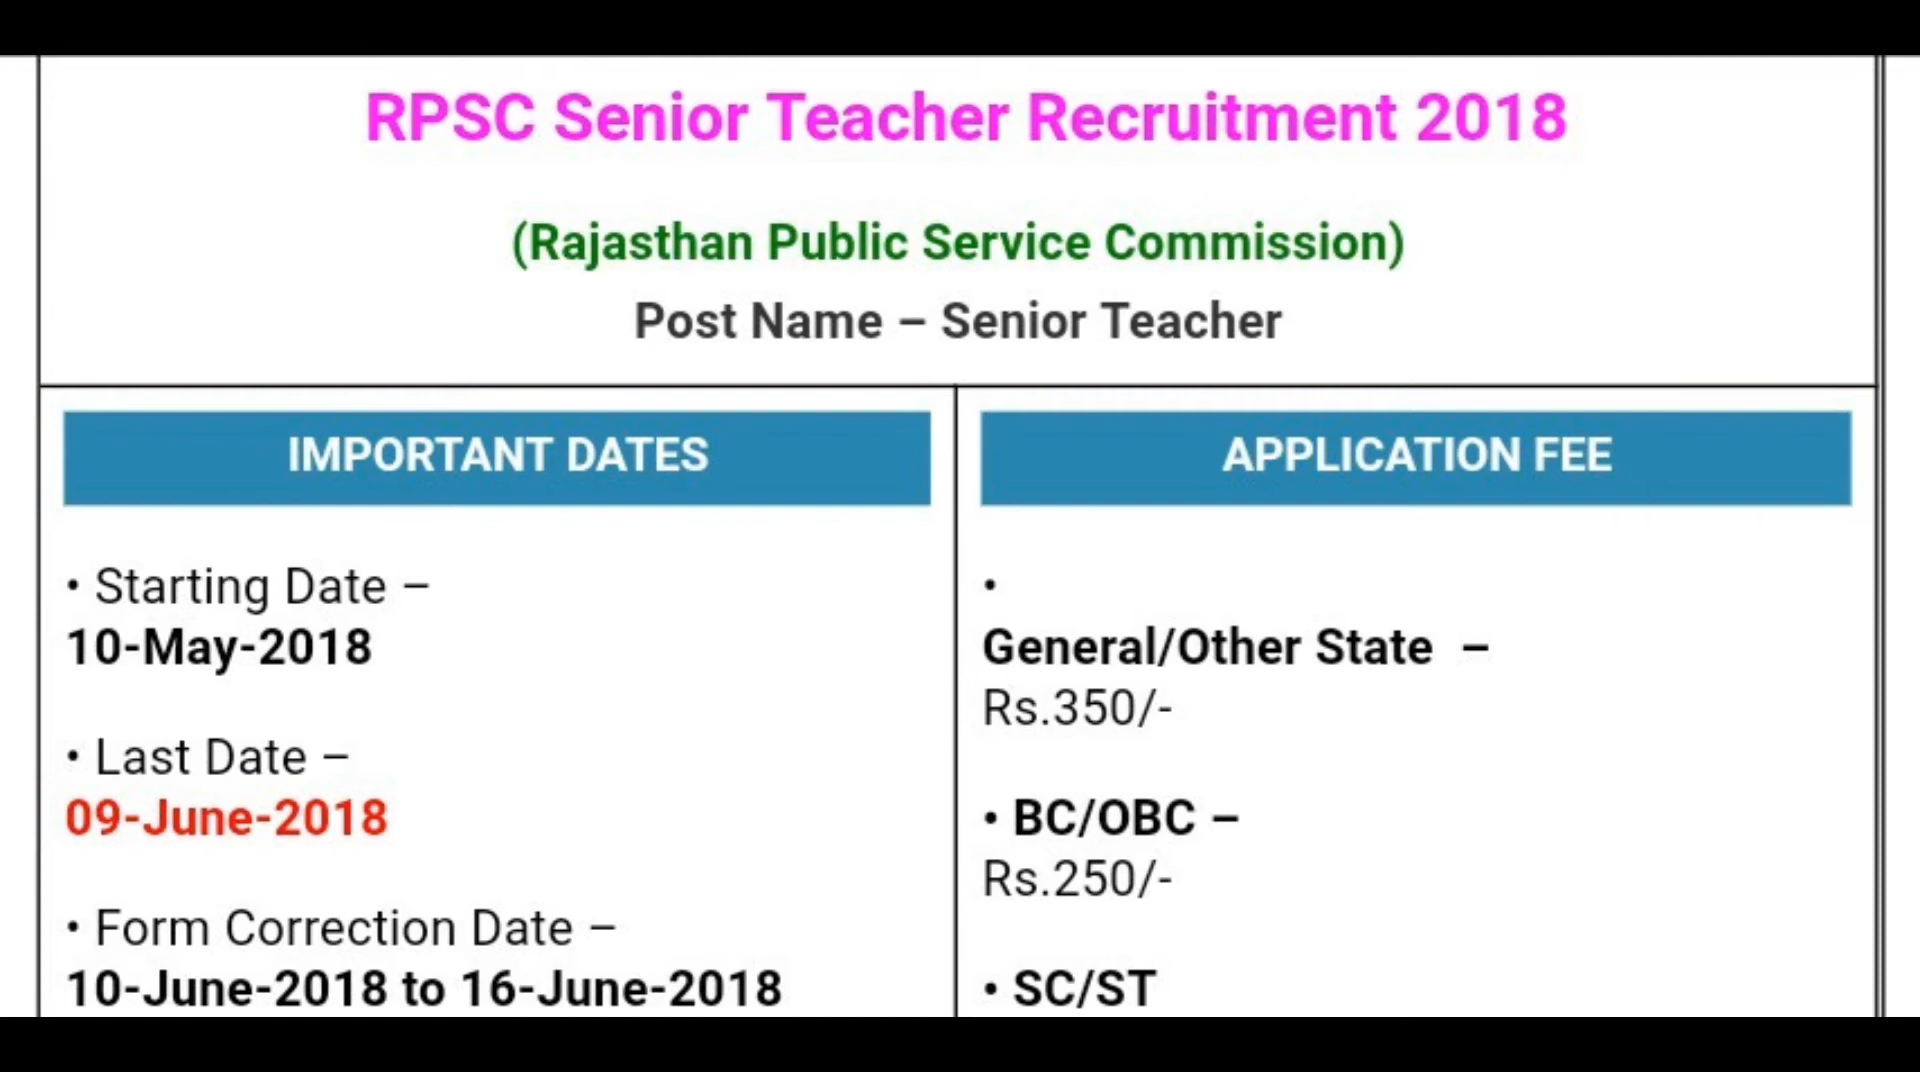 RPSC Senior Teacher Recruitment 2018
(Rajasthan Public Service Commission)
Post Name – Senior Teacher
IMPORTANT DATES
• Starting Date –
10-May-2018
• Last Date –
09-June-2018
• Form Correction Date –
10-June-2018 to 16-June-2018
APPLICATION FEE
•
General/Other State –
Rs.350/-
• BC/OBC –
Rs.250/-
• SC/ST